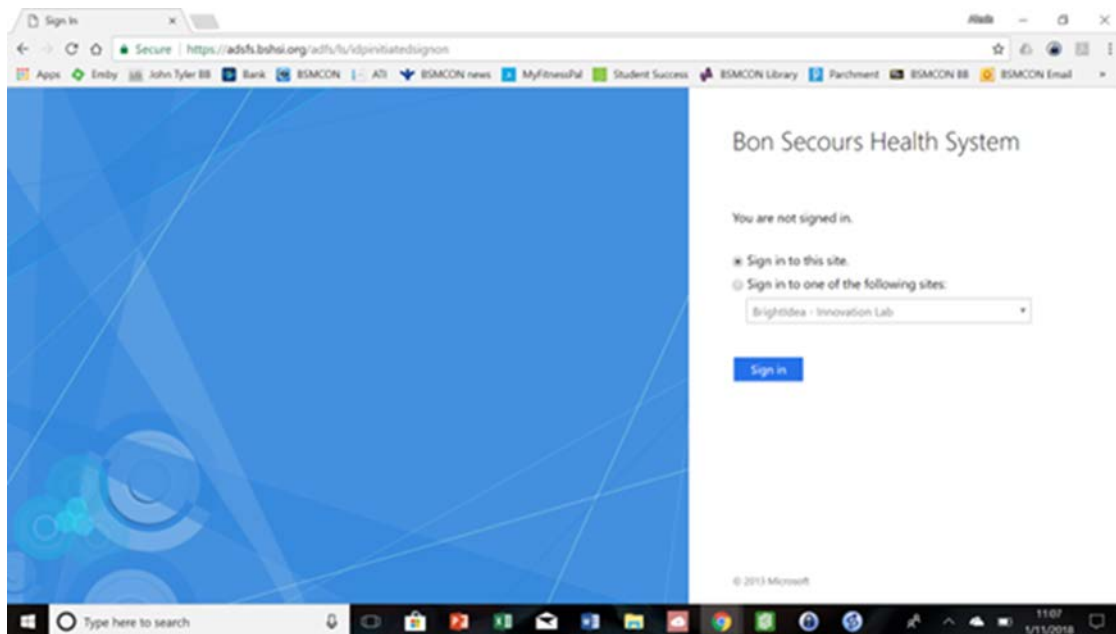 Sign In
Secure | https://adsfs.bshsi.org/adfs/ls/idpinitiatedsignon
Apps Emby John Tyler BB Bank BSMCON ATI BSMCON news MyFitnessPal Student Success BSMCON Library Parchment BSMCON BB BSMCON Email
Bon Secours Health System
You are not signed in.
Sign in to this site.
Sign in to one of the following sites:
BrightIdea - Innovation Lab
Sign in
© 2013 Microsoft
Type here to search
11:07
1/11/2018